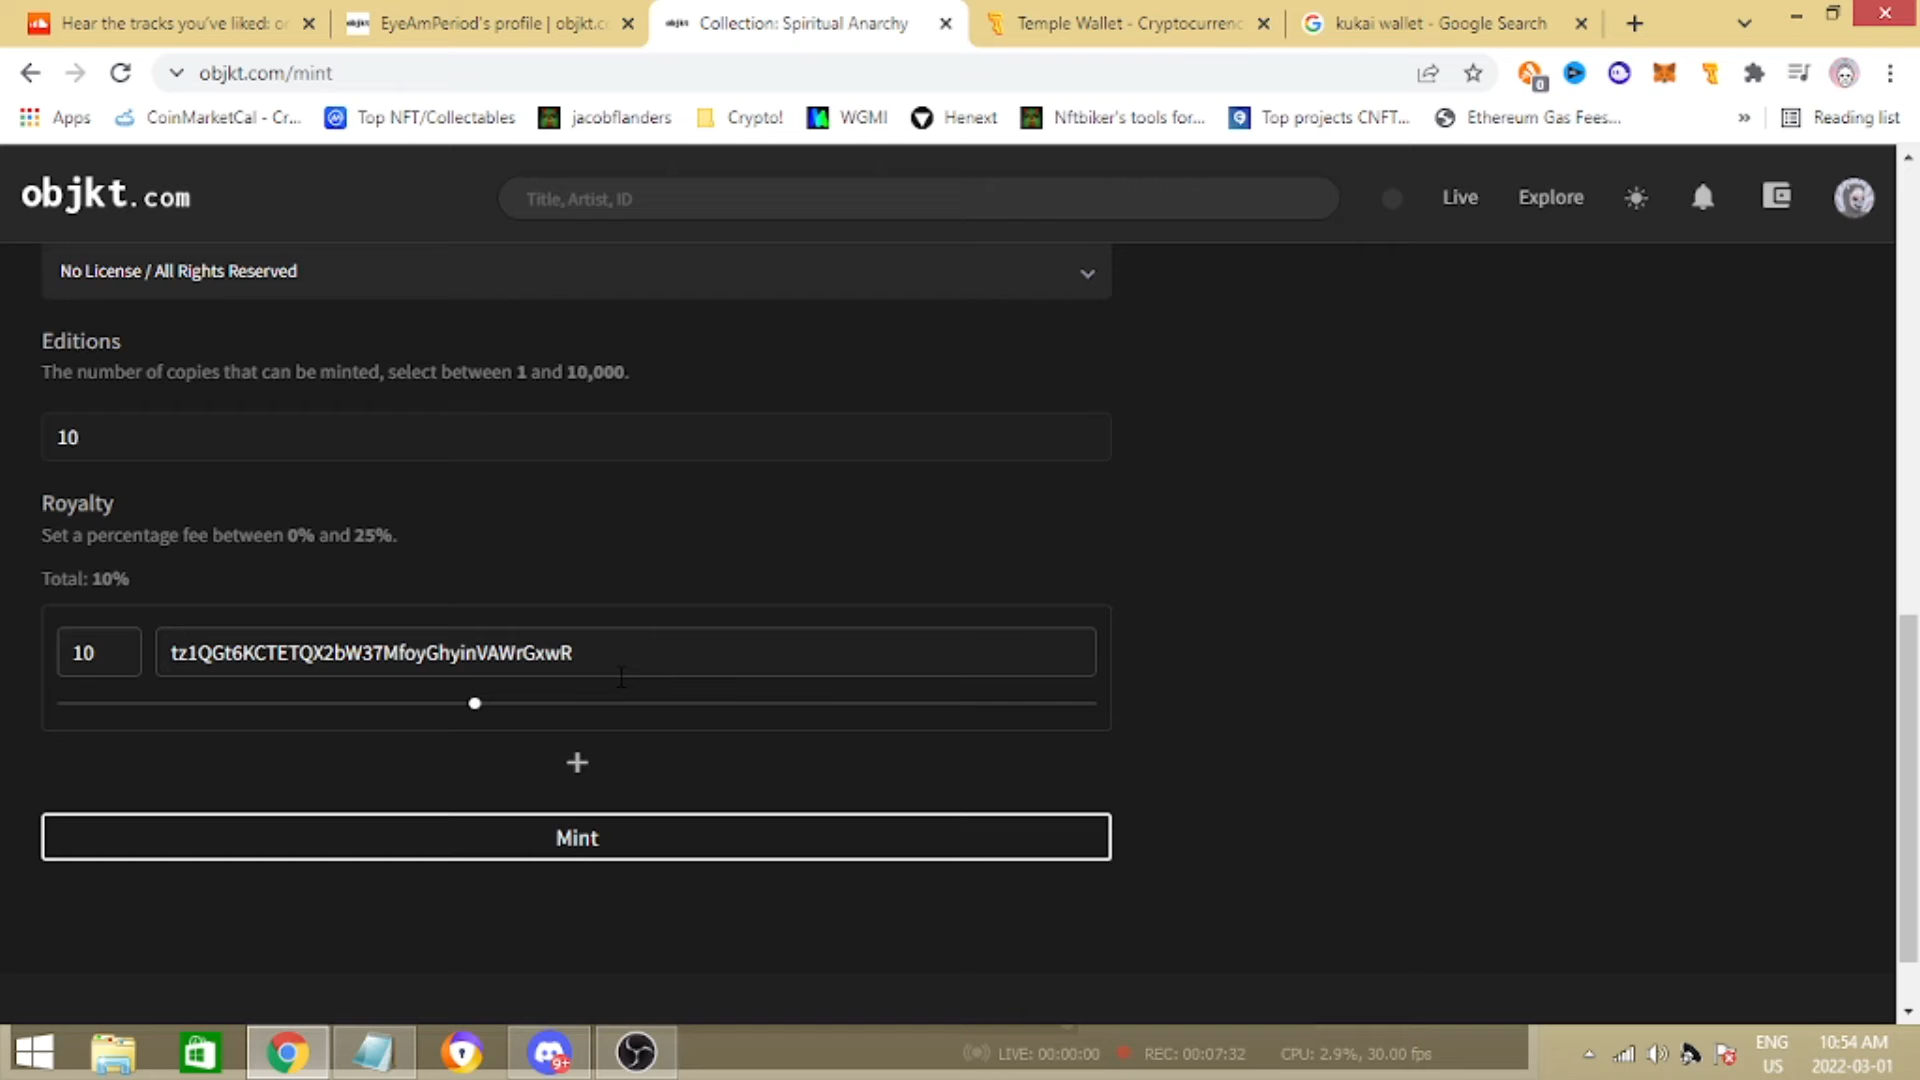 Hear the tracks you've liked: or
EyeAmPeriod's profile | objkt.c
Collection: Spiritual Anarchy
Temple Wallet - Cryptocurrenc
kukai wallet - Google Search
objkt.com/mint
0
Apps
CoinMarketCal - Cr...
Top NFT/Collectables
jacobflanders
Crypto!
WGMI
Henext
Nftbiker's tools for...
Top projects CNFT...
Ethereum Gas Fees...
»
Reading list
objkt.com
Title, Artist, ID
Live
Explore
No License / All Rights Reserved
Editions
The number of copies that can be minted, select between 1 and 10,000.
10
Royalty
Set a percentage fee between 0% and 25%.
Total: 10%
10
tz1QGt6KCTETQX2bW37MfoyGhyinVAWrGxwR
+
Mint
9+
LIVE: 00:00:00
REC: 00:07:32
CPU: 2.9%, 30.00 fps
ENG
US
10:54 AM
2022-03-01